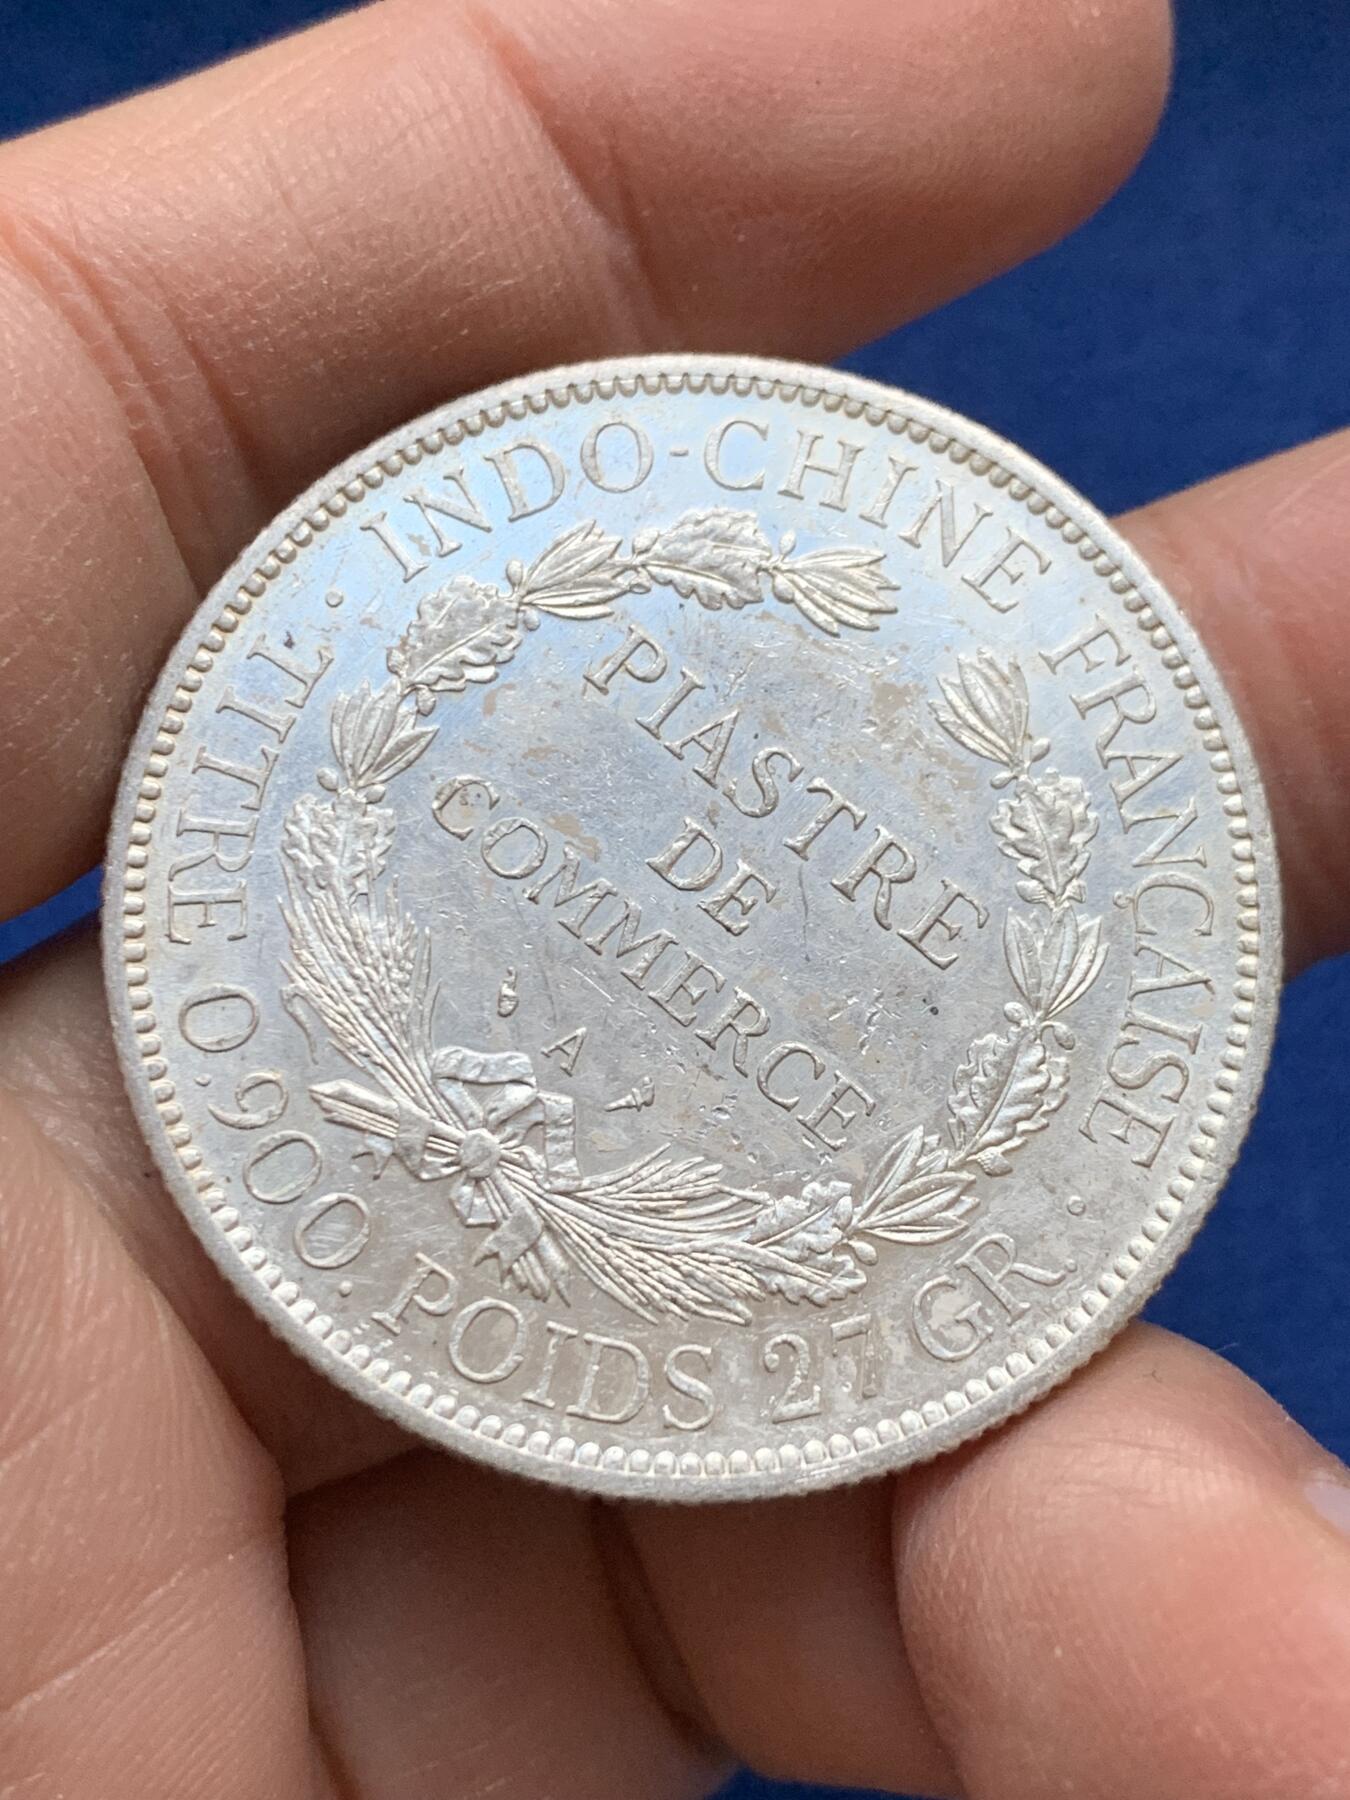 INDO-CHINE FRANÇAISE
TITRE 0.900. POIDS 27 GR.
PIASTRE
DE
COMMERCE
A